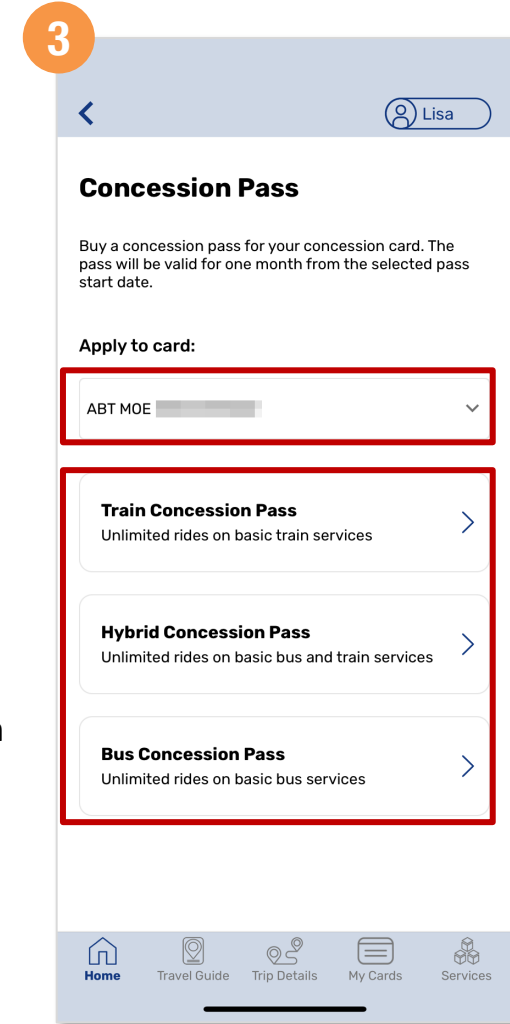 3
Lisa
Concession Pass
Buy a concession pass for your concession card. The
pass will be valid for one month from the selected pass
start date.
Apply to card:
ABT MOE
Train Concession Pass
Unlimited rides on basic train services
Hybrid Concession Pass
Unlimited rides on basic bus and train services
Bus Concession Pass
Unlimited rides on basic bus services
Home Travel Guide Trip Details My Cards Services